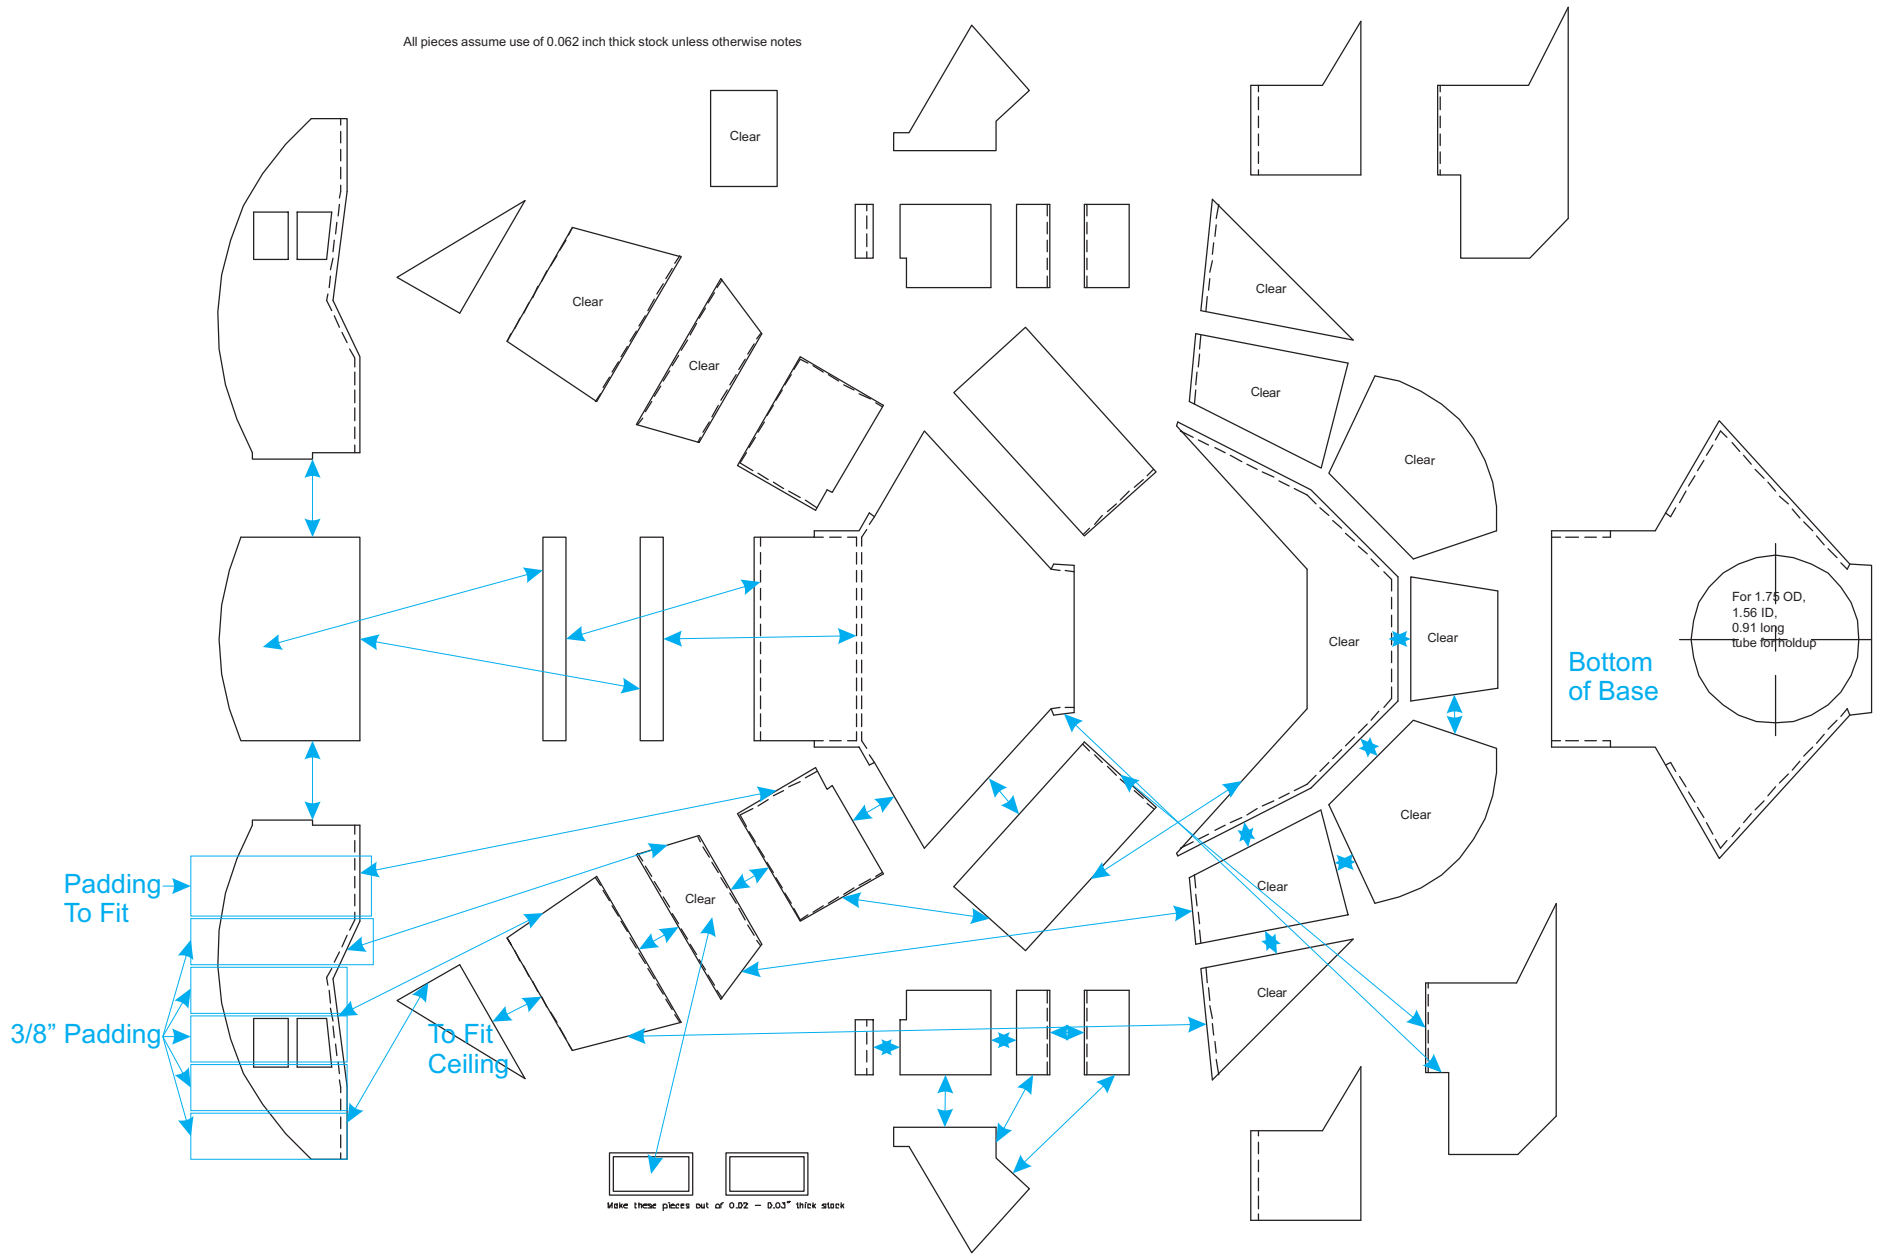 All pieces assume use of 0.062 inch thick stock unless otherwise notes
Clear
Clear
Clear
Clear
Clear
Clear
Clear
Clear
For 1.75 OD,
1.56 ID,
0.91 long
tube for holdup
Bottom
of Base
Clear
Clear
Clear
Clear
Padding
To Fit
3/8” Padding
To Fit
Ceiling
Make these pieces out of 0.02 - 0.03" thick stock